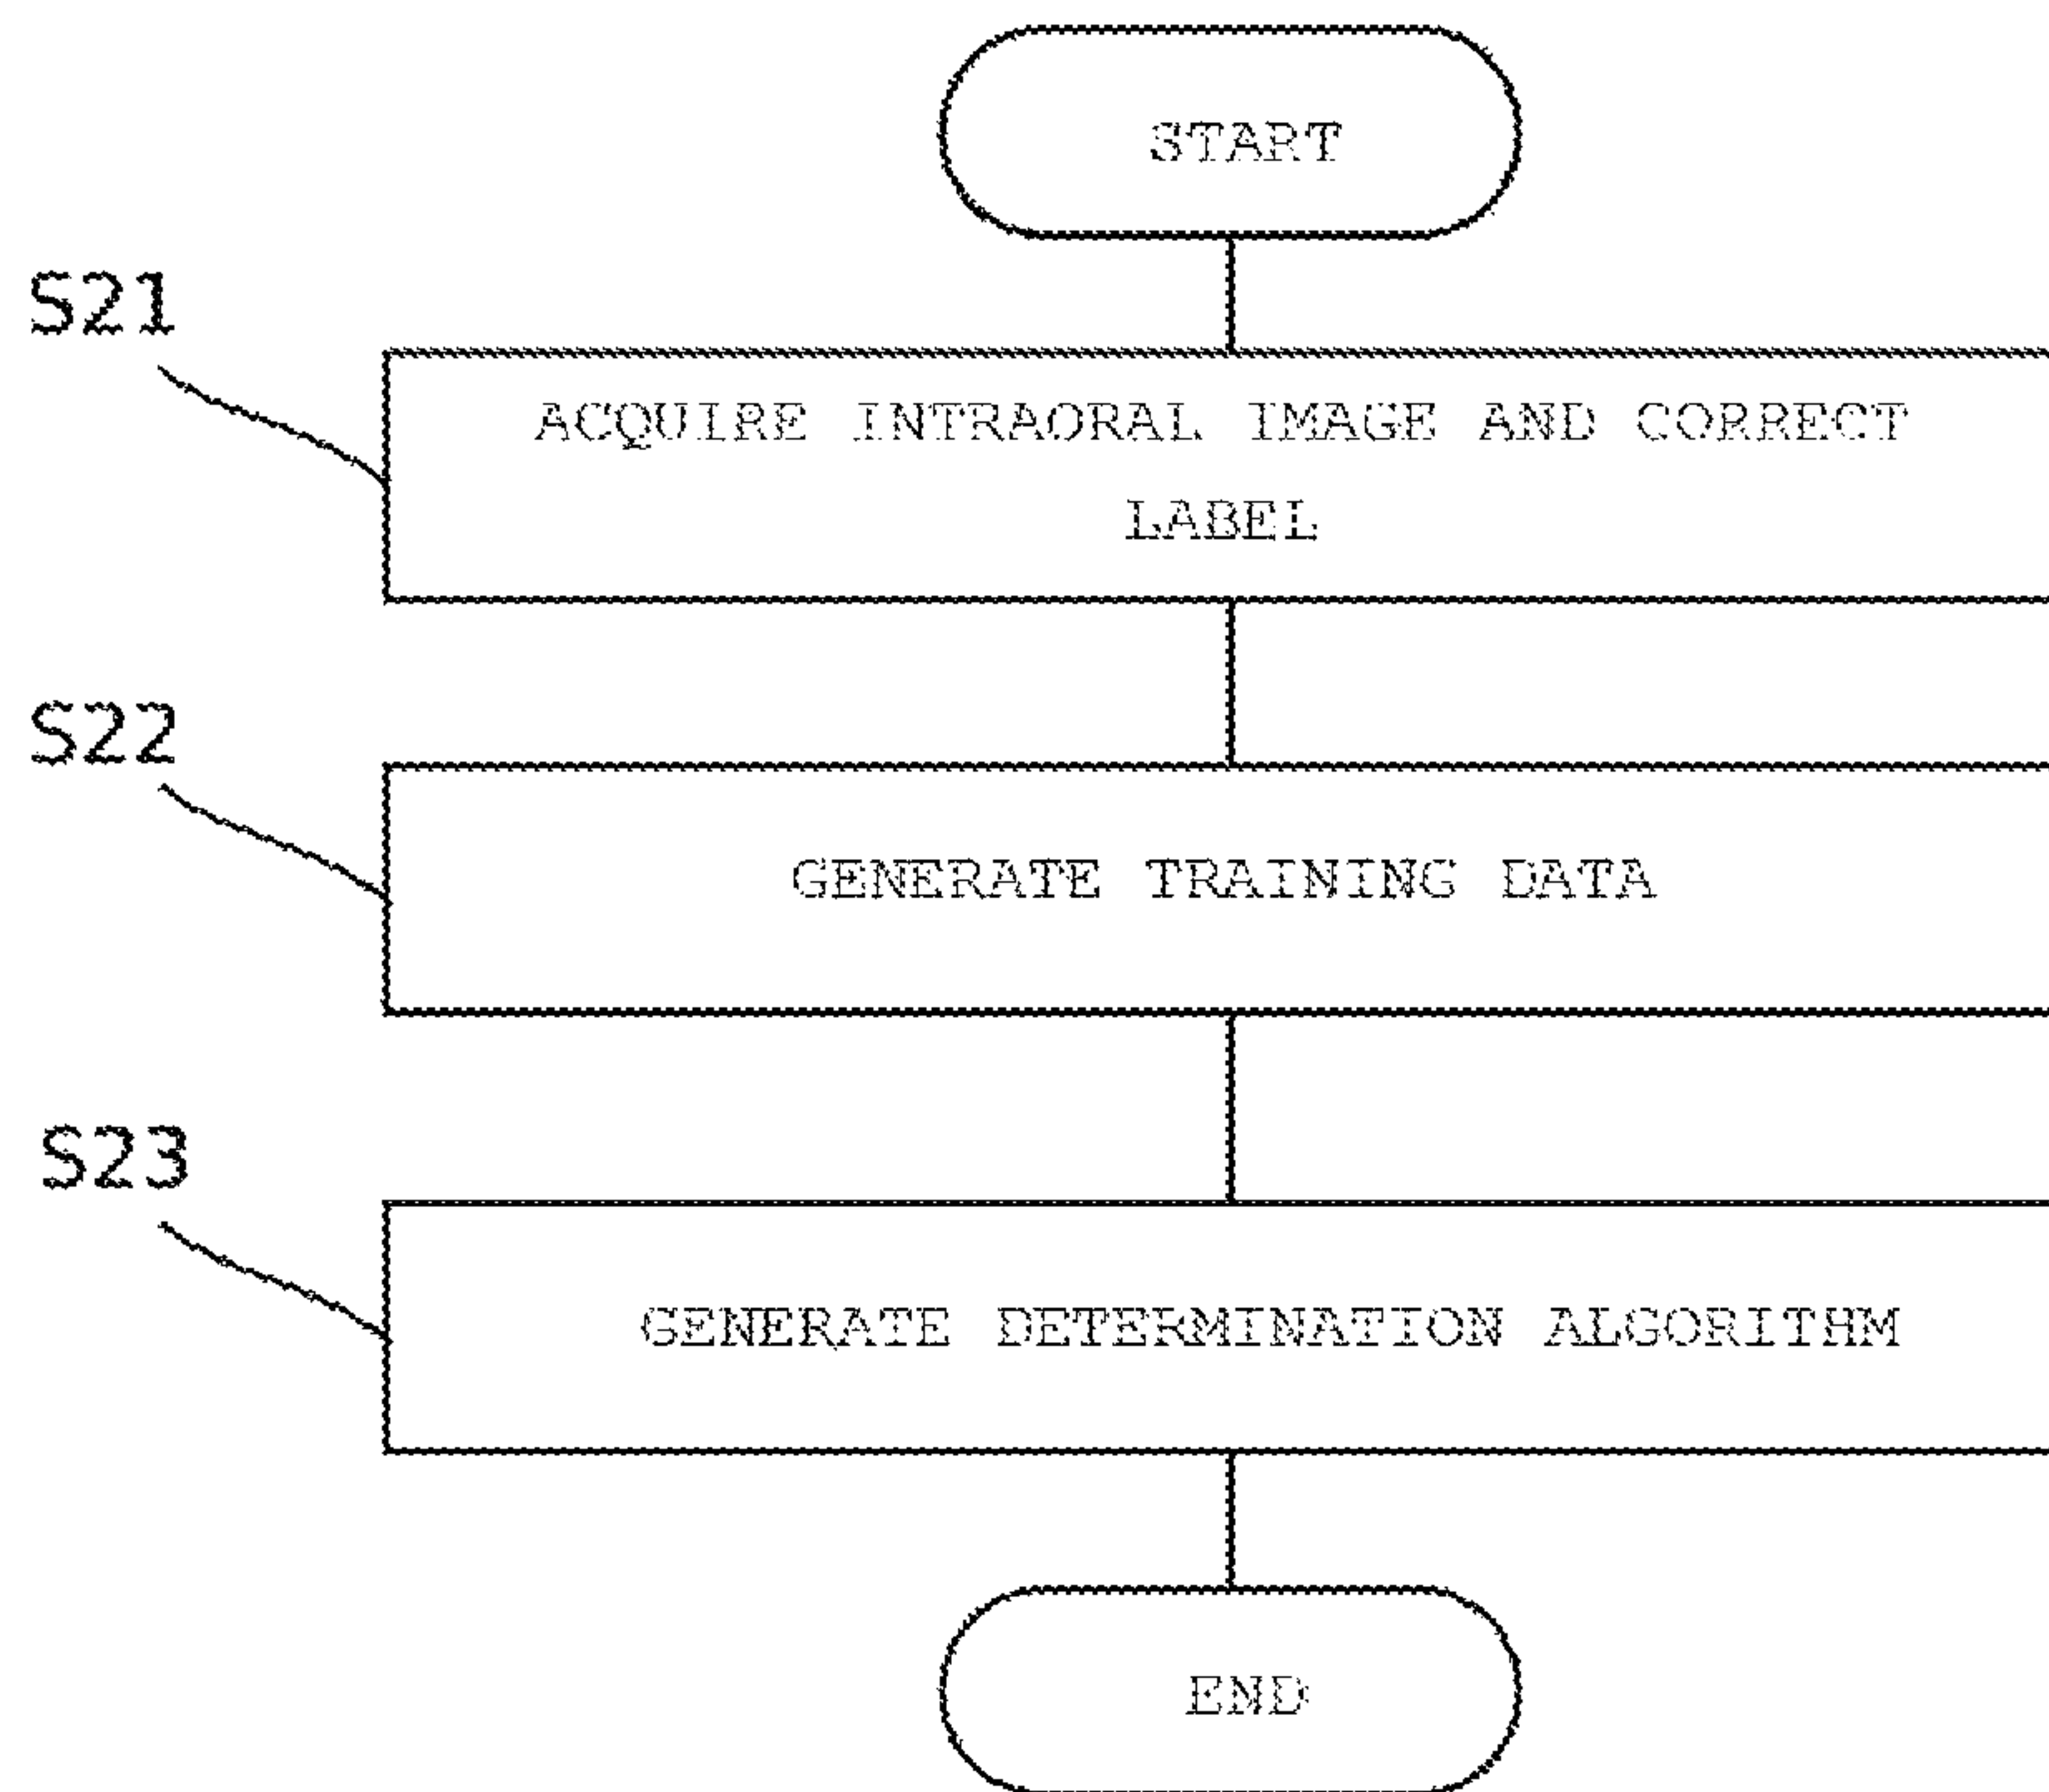 START
S21
ACQUIRE INTRAORAL IMAGE AND CORRECT
LABEL
S22
GENERATE TRAINING DATA
S23
GENERATE DETERMINATION ALGORITHM
END